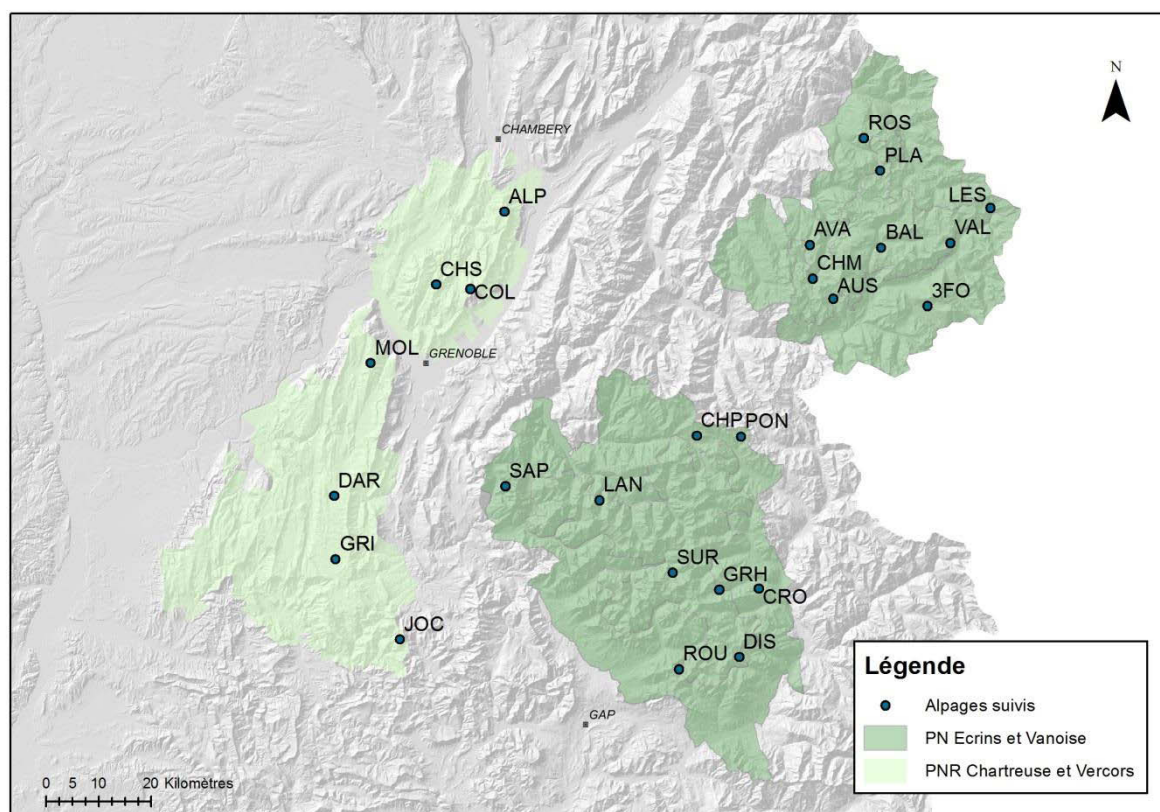 N
CHAMBERY
ROS
PLA
ALP
LES
AVA
BAL
VAL
CHS
COL
CHM
AUS
3FO
MOL
GRENOBLE
CHP
PON
SAP
LAN
DAR
GRI
SUR
GRH
CRO
JOC
ROU
DIS
GAP
Légende
Alpages suivis
PN Ecrins et Vanoise
PNR Chartreuse et Vercors
0 5 10 20 Kilomètres